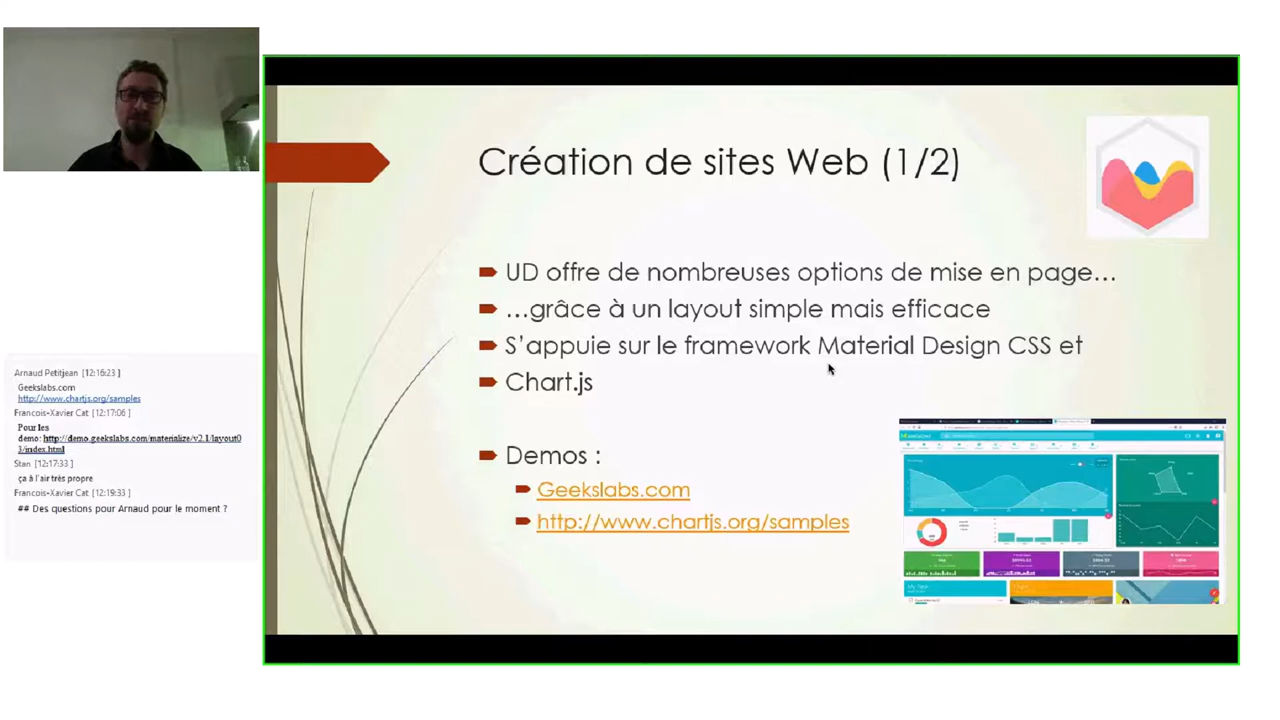 Création de sites Web (1/2)
UD offre de nombreuses options de mise en page…
…grâce à un layout simple mais efficace
S'appuie sur le framework Material Design CSS et
Chart.js
Demos :
Geekslabs.com
http://www.chartjs.org/samples
Arnaud Petitjean [12:16:23]
Geekslabs.com
http://www.chartjs.org/samples
Francois-Xavier Cat [12:17:06]
Pour les
demo: http://demo.geekslabs.com/materialize/v2.1/layout0
3/index.html
Stan [12:17:33]
ça à l'air très propre
Francois-Xavier Cat [12:19:33]
## Des questions pour Arnaud pour le moment ?